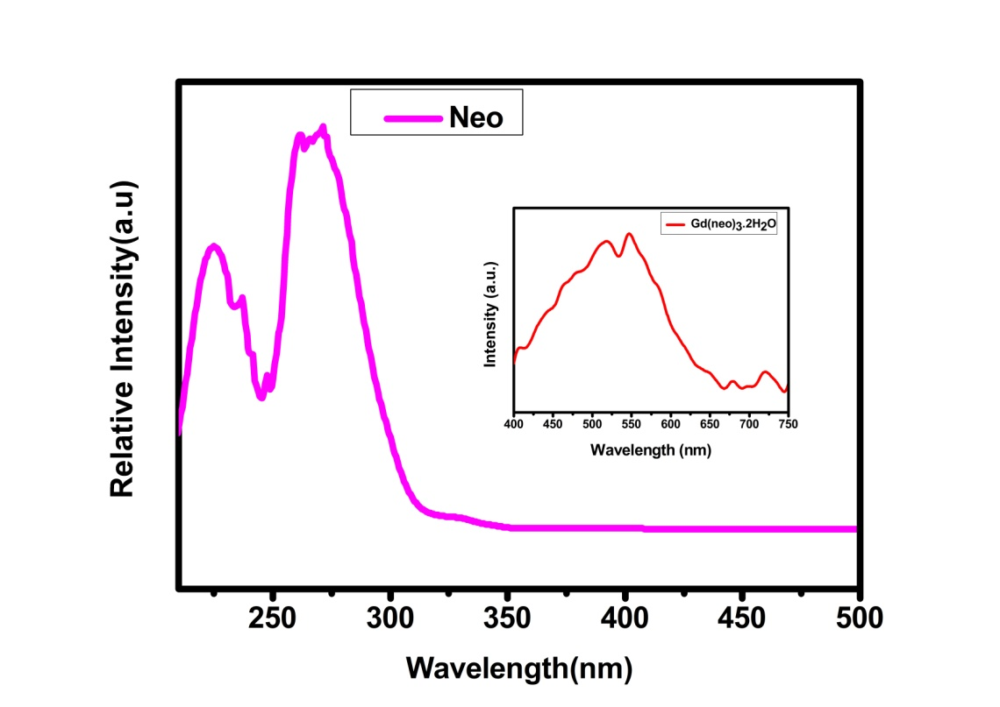 Neo
Relative Intensity(a.u)
Gd(neo)3.2H2O
Intensity (a.u.)
400 450 500 550 600 650 700 750
Wavelength (nm)
250 300 350 400 450 500
Wavelength(nm)